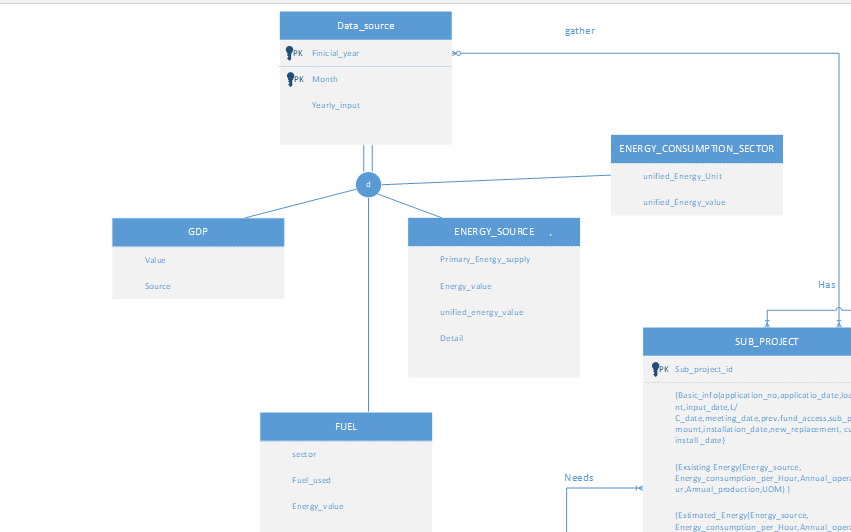 Data_source
PK Finicial_year
PK Month
Yearly_input
gather
d
ENERGY_CONSUMPTION_SECTOR
unified_Energy_Unit
unified_Energy_value
GDP
Value
Source
ENERGY_SOURCE .
Primary_Energy_supply
Energy_value
unified_energy_value
Detail
Has
SUB_PROJECT
PK Sub_project_id
{Basic_info(application_no,applicatio_date,loa
nt,input_date,L/
C_date,meeting_date,prev.fund_access,sub_p
mount,installation_date,new_replacement, cu
install_date}
{Exsisting Energy(Energy_source,
Energy_consumption_per_Hour,Annual_opera
ur,Annual_production,UOM) }
{Estimated_Energy(Energy_source,
Energy_consumption_per_Hour,Annual_opera
FUEL
sector
Fuel_used
Energy_value
Needs